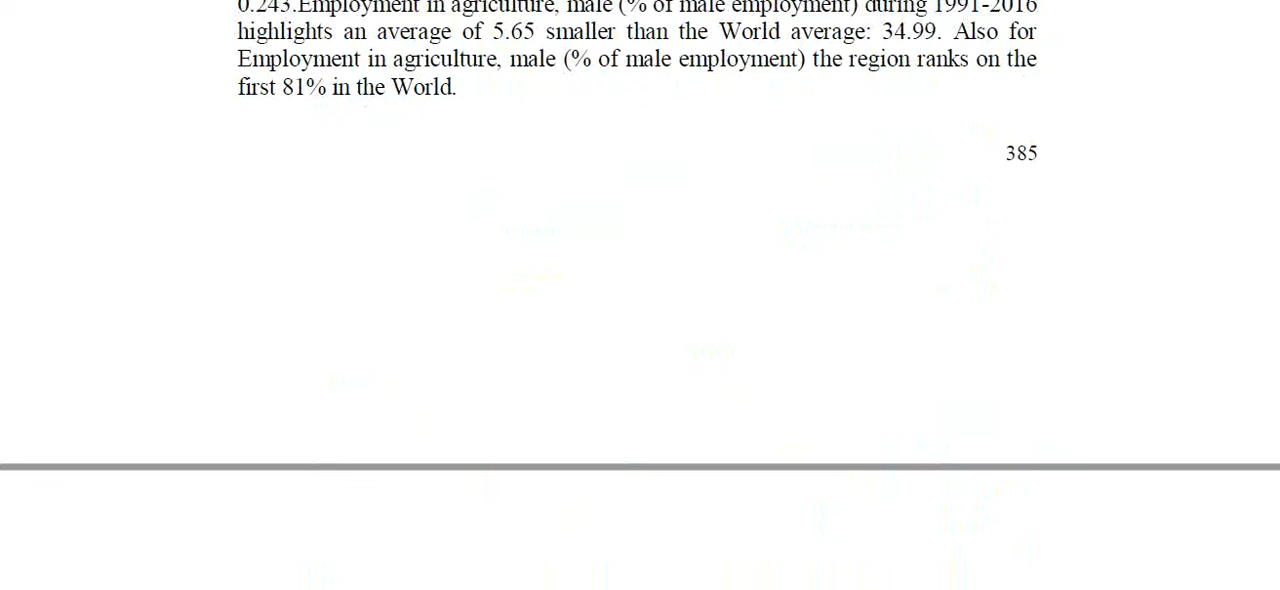 0.243.Employment in agriculture, male (% of male employment) during 1991-2016
highlights an average of 5.65 smaller than the World average: 34.99. Also for
Employment in agriculture, male (% of male employment) the region ranks on the
first 81% in the World.
385